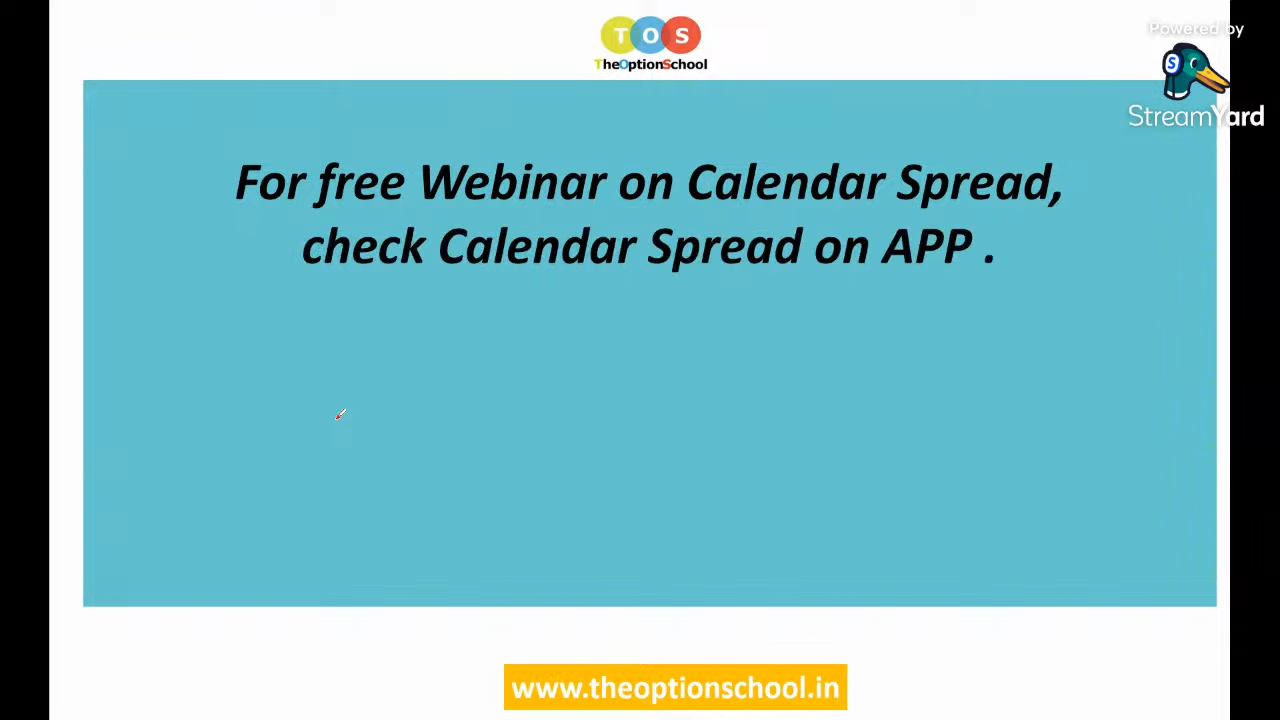 T O S
TheOptionSchool
Powered by
S
StreamYard
For free Webinar on Calendar Spread,
check Calendar Spread on APP .
www.theoptionschool.in